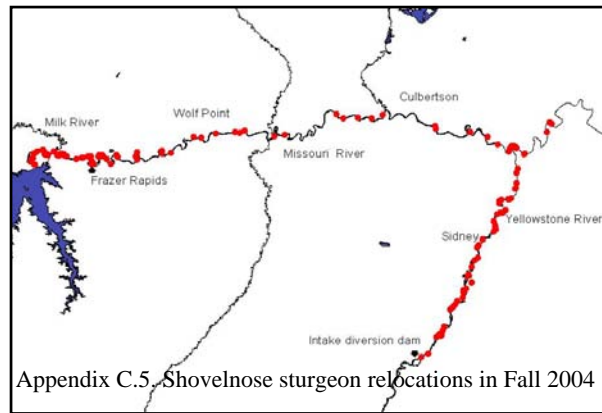 Culbertson
Wolf Point
Milk River
Missouri River
Frazer Rapids
Yellowstone River
Sidney
Intake diversion dam
Appendix C.5. Shovelnose sturgeon relocations in Fall 2004